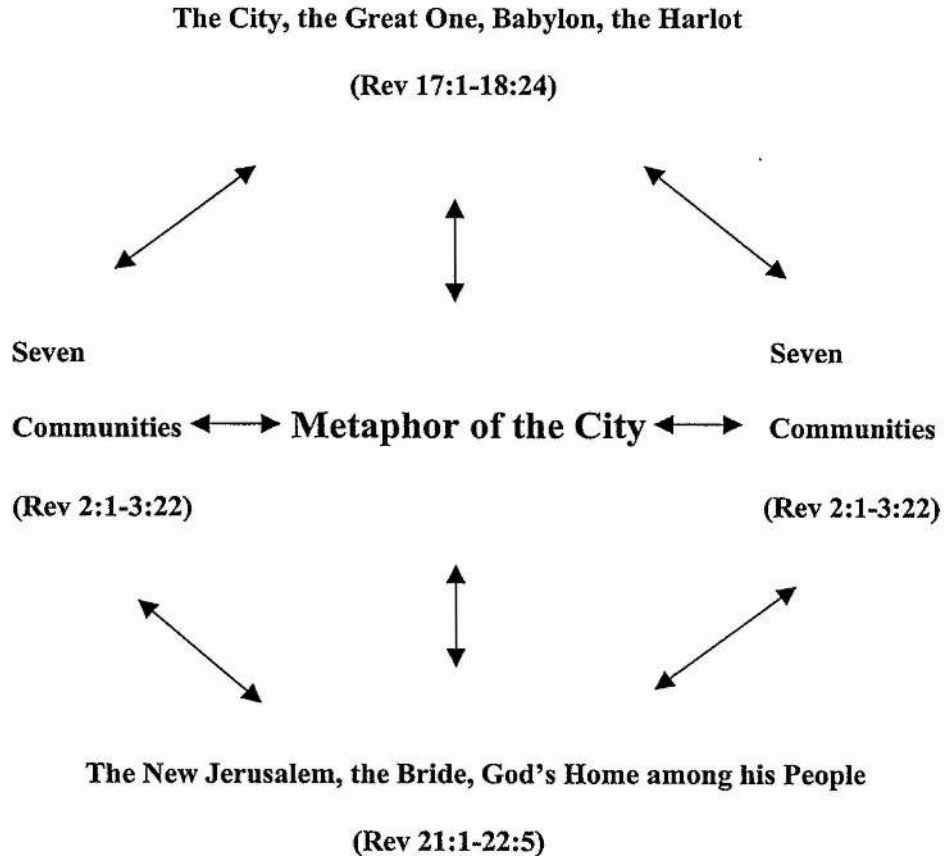 The City, the Great One, Babylon, the Harlot
(Rev 17:1-18:24)
Seven
Communities
(Rev 2:1-3:22)
Metaphor of the City
Seven
Communities
(Rev 2:1-3:22)
The New Jerusalem, the Bride, God's Home among his People
(Rev 21:1-22:5)